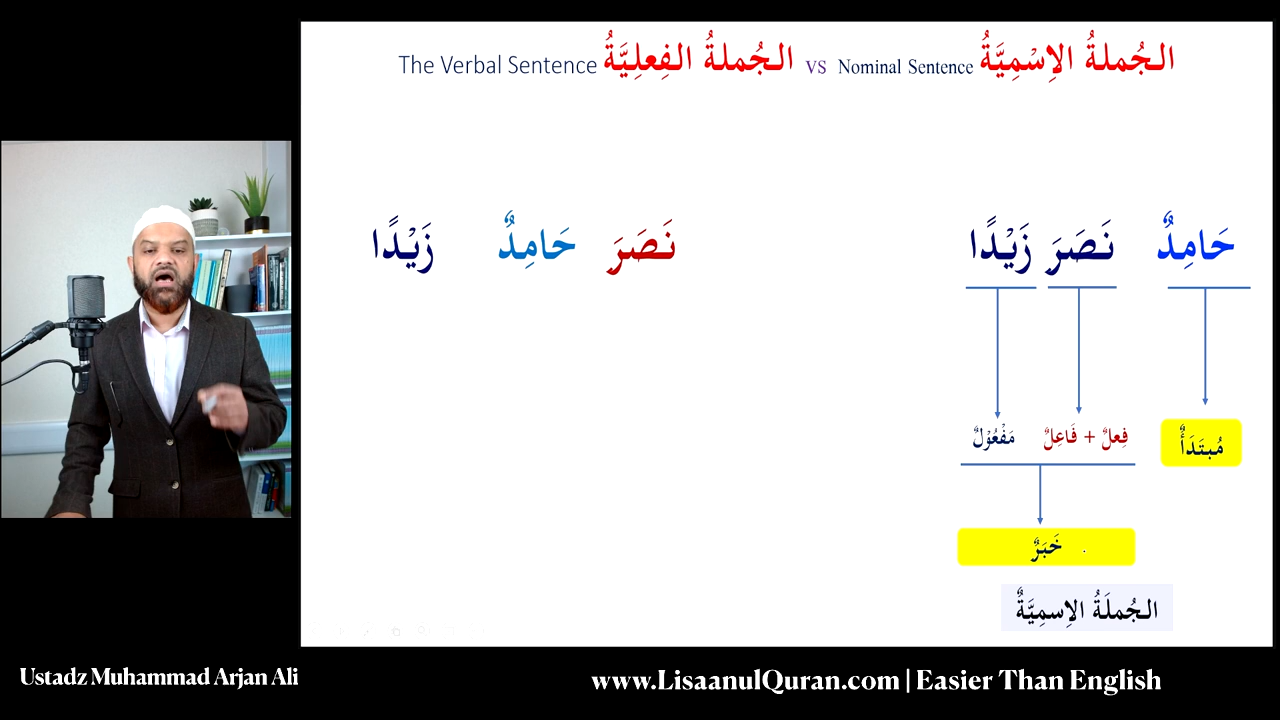 الجُملةُ الاِسْمِيَّةُ Nominal Sentence VS الجُملةُ الفِعلِيَّةُ The Verbal Sentence
حَامِدٌ نَصَرَ زَيْدًا
نَصَرَ حَامِدٌ زَيْدًا
مُبتَدَأٌ
فِعلٌ + فَاعِلٌ
مَفْعُوْلٌ
خَبَرٌ
الجُملَةُ الاِسمِيَّةٌ
Ustadz Muhammad Arjan Ali
www.LisaanulQuran.com | Easier Than English